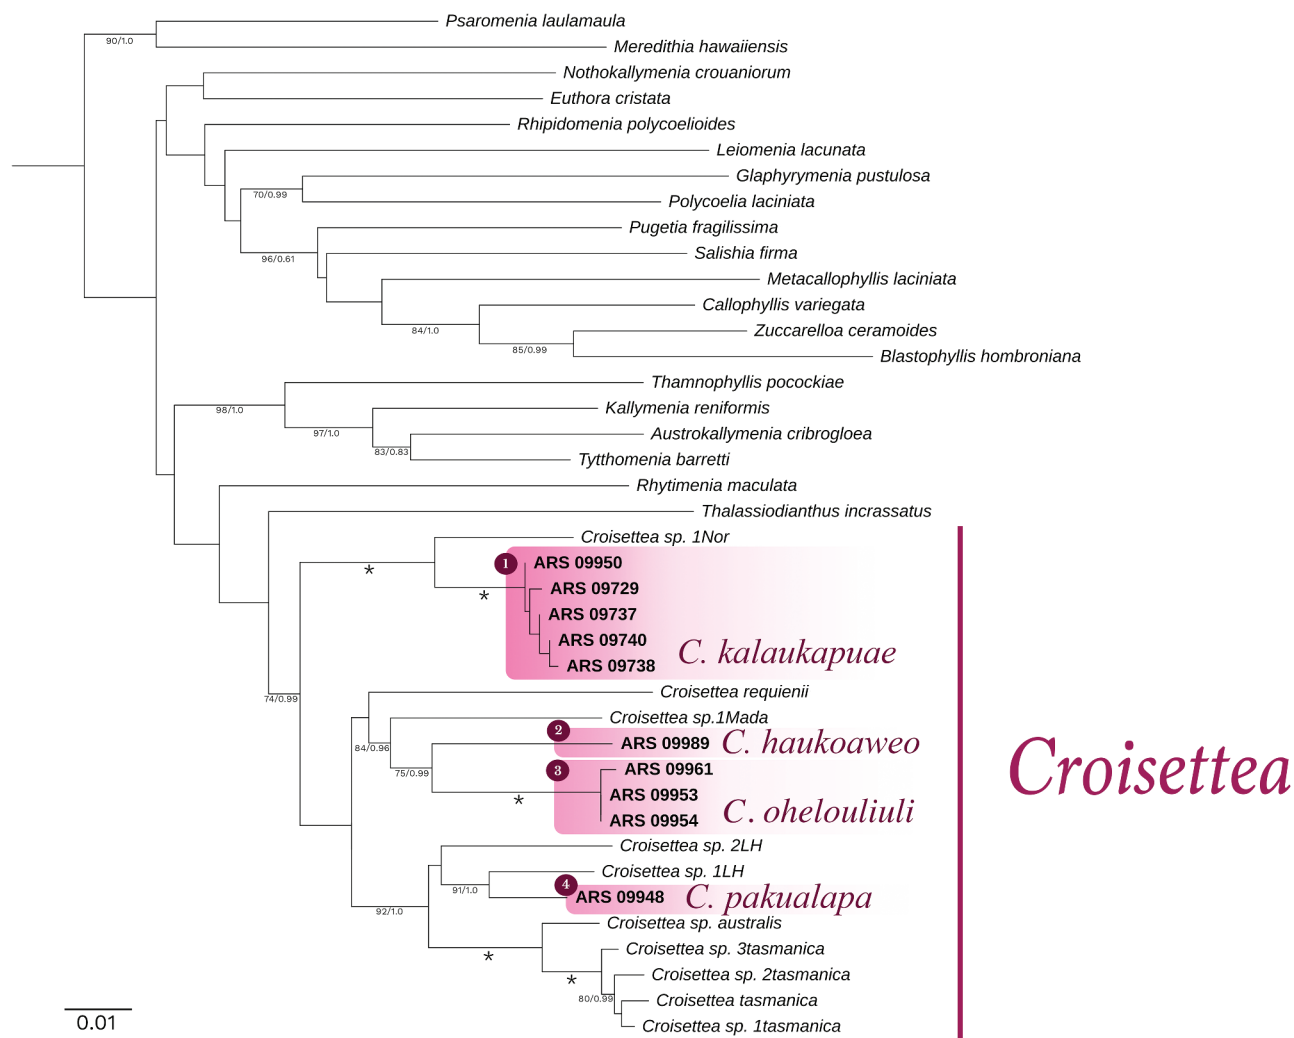 Psaromenia laulamaula
90/1.0
Meredithia hawaiiensis
Nothokallymenia crouaniorum
Euthora cristata
Rhipidomenia polycoelioides
Leiomenia lacunata
Glaphyrymenia pustulosa
70/0.99
Polycoelia laciniata
Pugetia fragilissima
96/0.61
Salishia firma
Metacallophyllis laciniata
Callophyllis variegata
84/1.0
Zuccarelloa ceramoides
85/0.99
Blastophyllis hombroniana
Thamnophyllis pocockiae
98/1.0
Kallymenia reniformis
97/1.0
Austrokallymenia cribrogloea
83/0.83
Tytthomenia barretti
Rhytimenia maculata
Thalassiodianthus incrassatus
Croisettea sp. 1Nor
*
1 ARS 09950
*
ARS 09729
ARS 09737
ARS 09740
C. kalaukapuae
ARS 09738
74/0.99
Croisettea requienii
Croisettea sp.1Mada
84/0.96
2 ARS 09989 C. haukoaweo
75/0.99
3 ARS 09961
*
ARS 09953
C. ohelouliuli
ARS 09954
Croisettea
Croisettea sp. 2LH
Croisettea sp. 1LH
91/1.0
4 ARS 09948 C. pakualapa
92/1.0
Croisettea sp. australis
*
Croisettea sp. 3tasmanica
*
Croisettea sp. 2tasmanica
80/0.99
Croisettea tasmanica
Croisettea sp. 1tasmanica
0.01